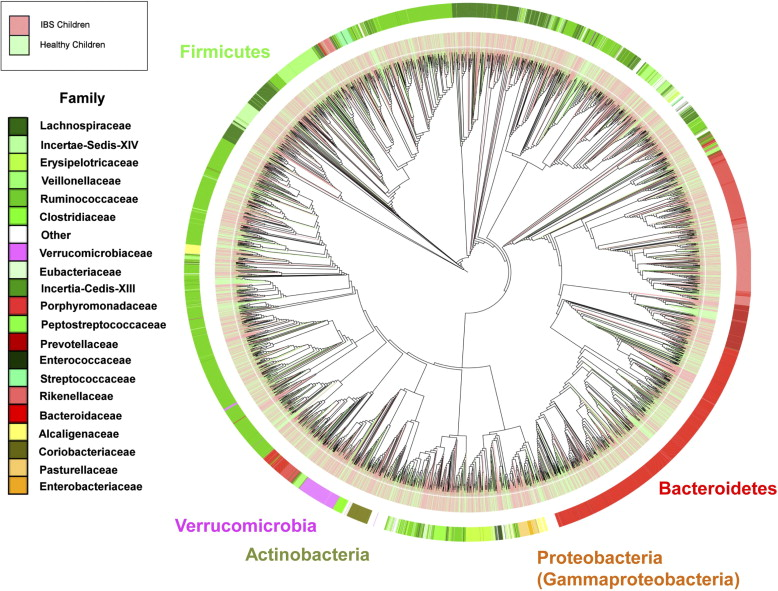 IBS Children
Healthy Children
Firmicutes
Family
Lachnospiraceae
Incertae-Sedis-XIV
Erysipelotricaceae
Veillonellaceae
Ruminococcaceae
Clostridiaceae
Other
Verrucomicrobiaceae
Eubacteriaceae
Incertia-Cedis-XIII
Porphyromonadaceae
Peptostreptococcaceae
Prevotellaceae
Enterococcaceae
Streptococcaceae
Rikenellaceae
Bacteroidaceae
Alcaligenaceae
Coriobacteriaceae
Pasturellaceae
Enterobacteriaceae
Bacteroidetes
Verrucomicrobia
Actinobacteria
Proteobacteria
(Gammaproteobacteria)